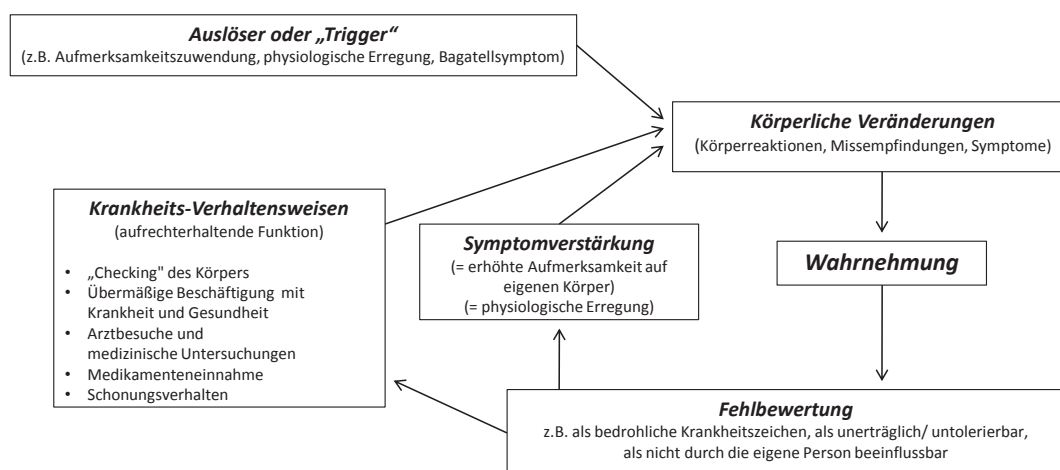 Auslöser oder „Trigger“
(z.B. Aufmerksamkeitszuwendung, physiologische Erregung, Bagatellsymptom)
Körperliche Veränderungen
(Körperreaktionen, Missempfindungen, Symptome)
Krankheits-Verhaltensweisen
(aufrechterhaltende Funktion)
• „Checking" des Körpers
• Übermäßige Beschäftigung mit
Krankheit und Gesundheit
• Arztbesuche und
medizinische Untersuchungen
• Medikamenteneinnahme
• Schonungsverhalten
Symptomverstärkung
(= erhöhte Aufmerksamkeit auf
eigenen Körper)
(= physiologische Erregung)
Wahrnehmung
Fehlbewertung
z.B. als bedrohliche Krankheitszeichen, als unerträglich/ untolerierbar,
als nicht durch die eigene Person beeinflussbar